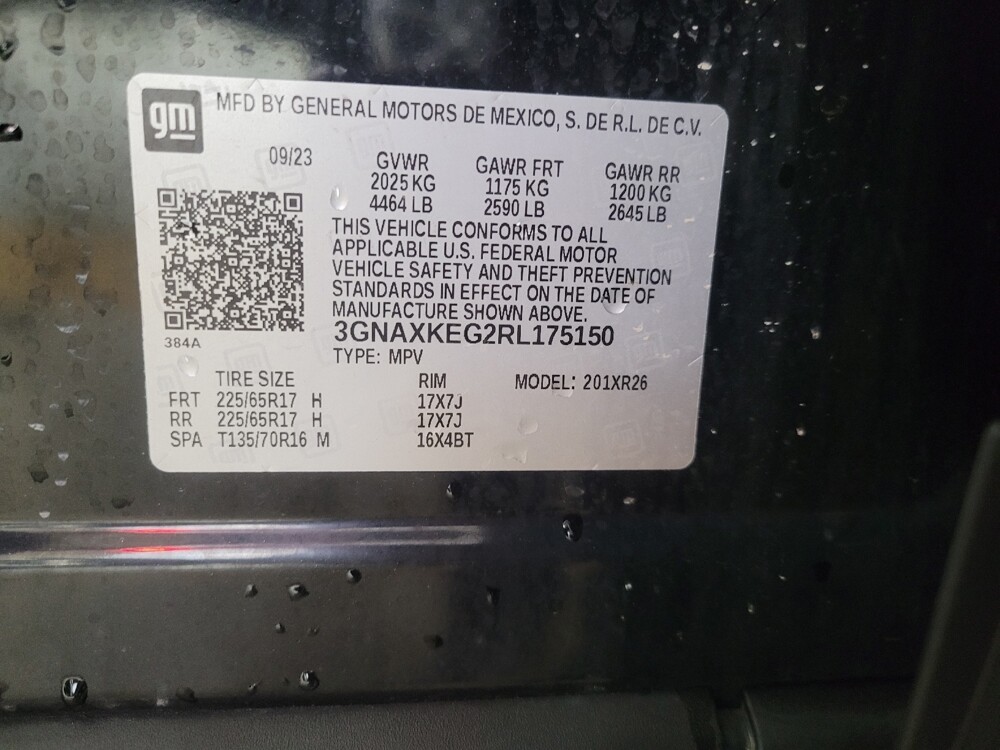 gm
MFD BY GENERAL MOTORS DE MEXICO, S. DE R.L. DE C.V.
09/23 GVWR GAWR FRT GAWR RR
2025 KG 1175 KG 1200 KG
4464 LB 2590 LB 2645 LB
THIS VEHICLE CONFORMS TO ALL
APPLICABLE U.S. FEDERAL MOTOR
VEHICLE SAFETY AND THEFT PREVENTION
STANDARDS IN EFFECT ON THE DATE OF
MANUFACTURE SHOWN ABOVE.
3GNAXKEG2RL175150
384A
TYPE: MPV
TIRE SIZE RIM MODEL: 201XR26
FRT 225/65R17 H 17X7J
RR 225/65R17 H 17X7J
SPA T135/70R16 M 16X4BT